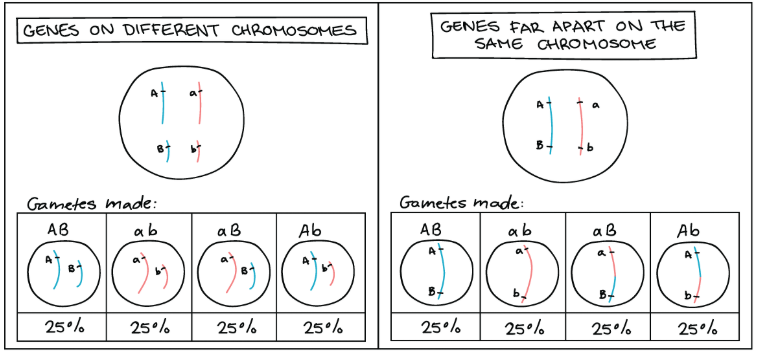 GENES ON DIFFERENT CHROMOSOMES
A a
B b
Gametes made:
AB ab aB Ab
A B a b a B A b
25% 25% 25% 25%
GENES FAR APART ON THE
SAME CHROMOSOME
A a
B b
Gametes made:
AB ab aB Ab
A a a A
B b B b
25% 25% 25% 25%